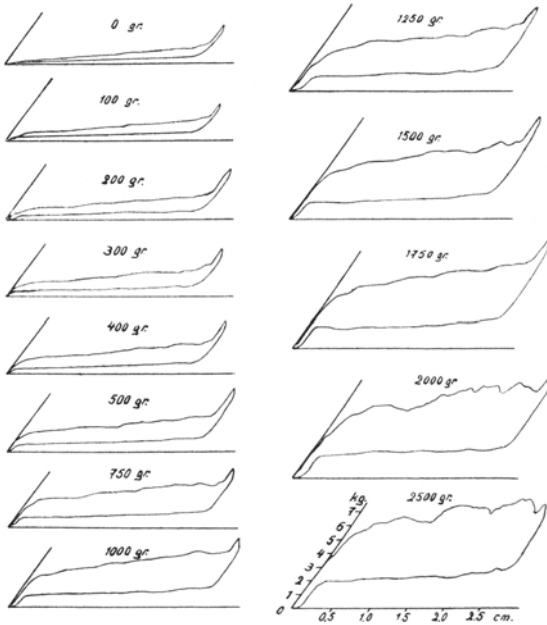 0 gr.
100 gr.
200 gr.
300 gr.
400 gr.
500 gr.
750 gr.
1000 gr.
1250 gr.
1500 gr.
1750 gr.
2000 gr
2500 gr.
kg.
7
6
5
4
3
2
1
0
0.5 1.0 1.5 2.0 2.5 cm.